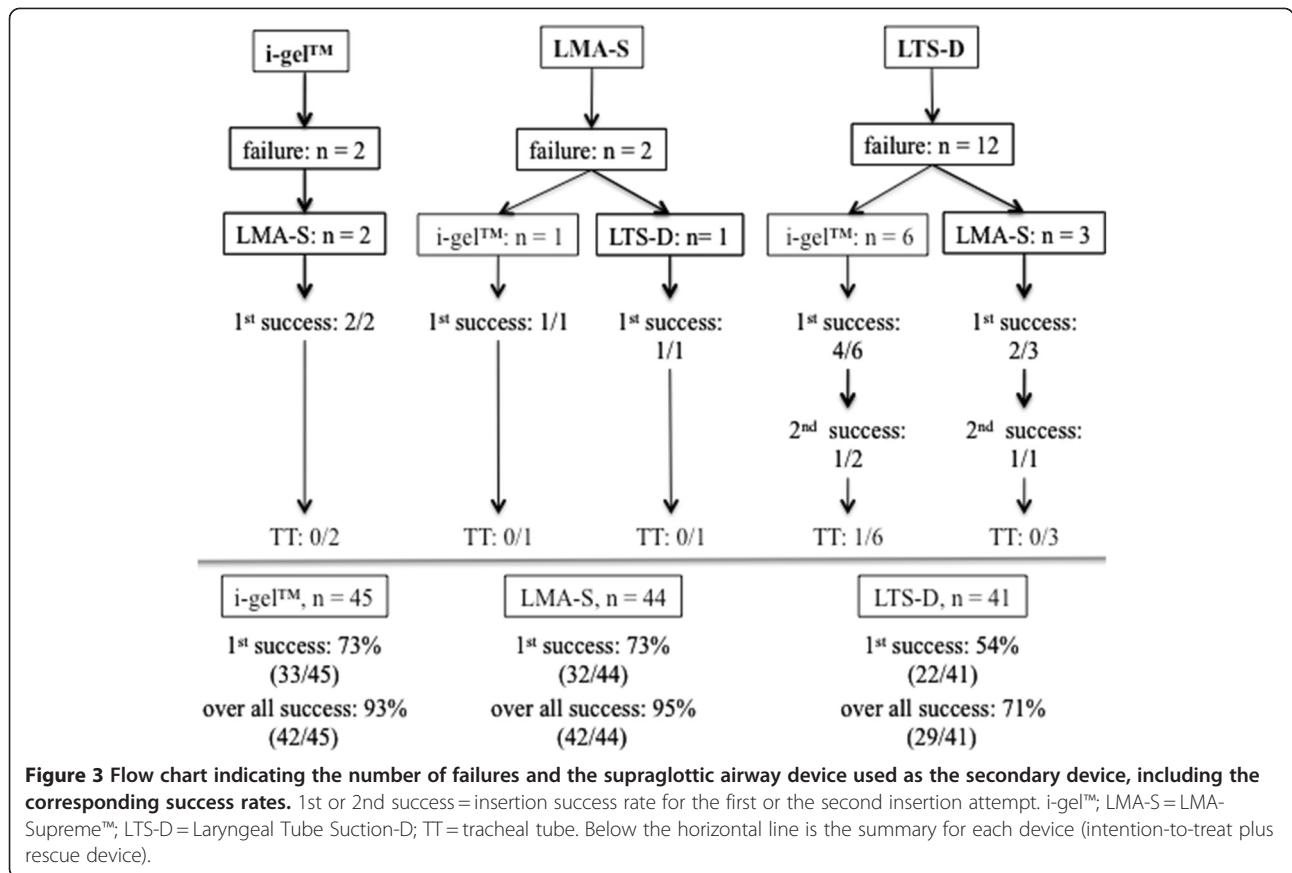 i-gel™
LMA-S
LTS-D
failure: n = 2
failure: n = 2
failure: n = 12
LMA-S: n = 2
i-gel™: n = 1
LTS-D: n= 1
i-gel™: n = 6
LMA-S: n = 3
1st success: 2/2
1st success: 1/1
1st success:
1/1
1st success:
4/6
1st success:
2/3
2nd success:
1/2
2nd success:
1/1
TT: 0/2
TT: 0/1
TT: 0/1
TT: 1/6
TT: 0/3
i-gel™, n = 45
LMA-S, n = 44
LTS-D, n = 41
1st success: 73%
(33/45)
over all success: 93%
(42/45)
1st success: 73%
(32/44)
over all success: 95%
(42/44)
1st success: 54%
(22/41)
over all success: 71%
(29/41)
Figure 3 Flow chart indicating the number of failures and the supraglottic airway device used as the secondary device, including the
corresponding success rates. 1st or 2nd success = insertion success rate for the first or the second insertion attempt. i-gel™; LMA-S = LMA-
Supreme™; LTS-D = Laryngeal Tube Suction-D; TT = tracheal tube. Below the horizontal line is the summary for each device (intention-to-treat plus
rescue device).